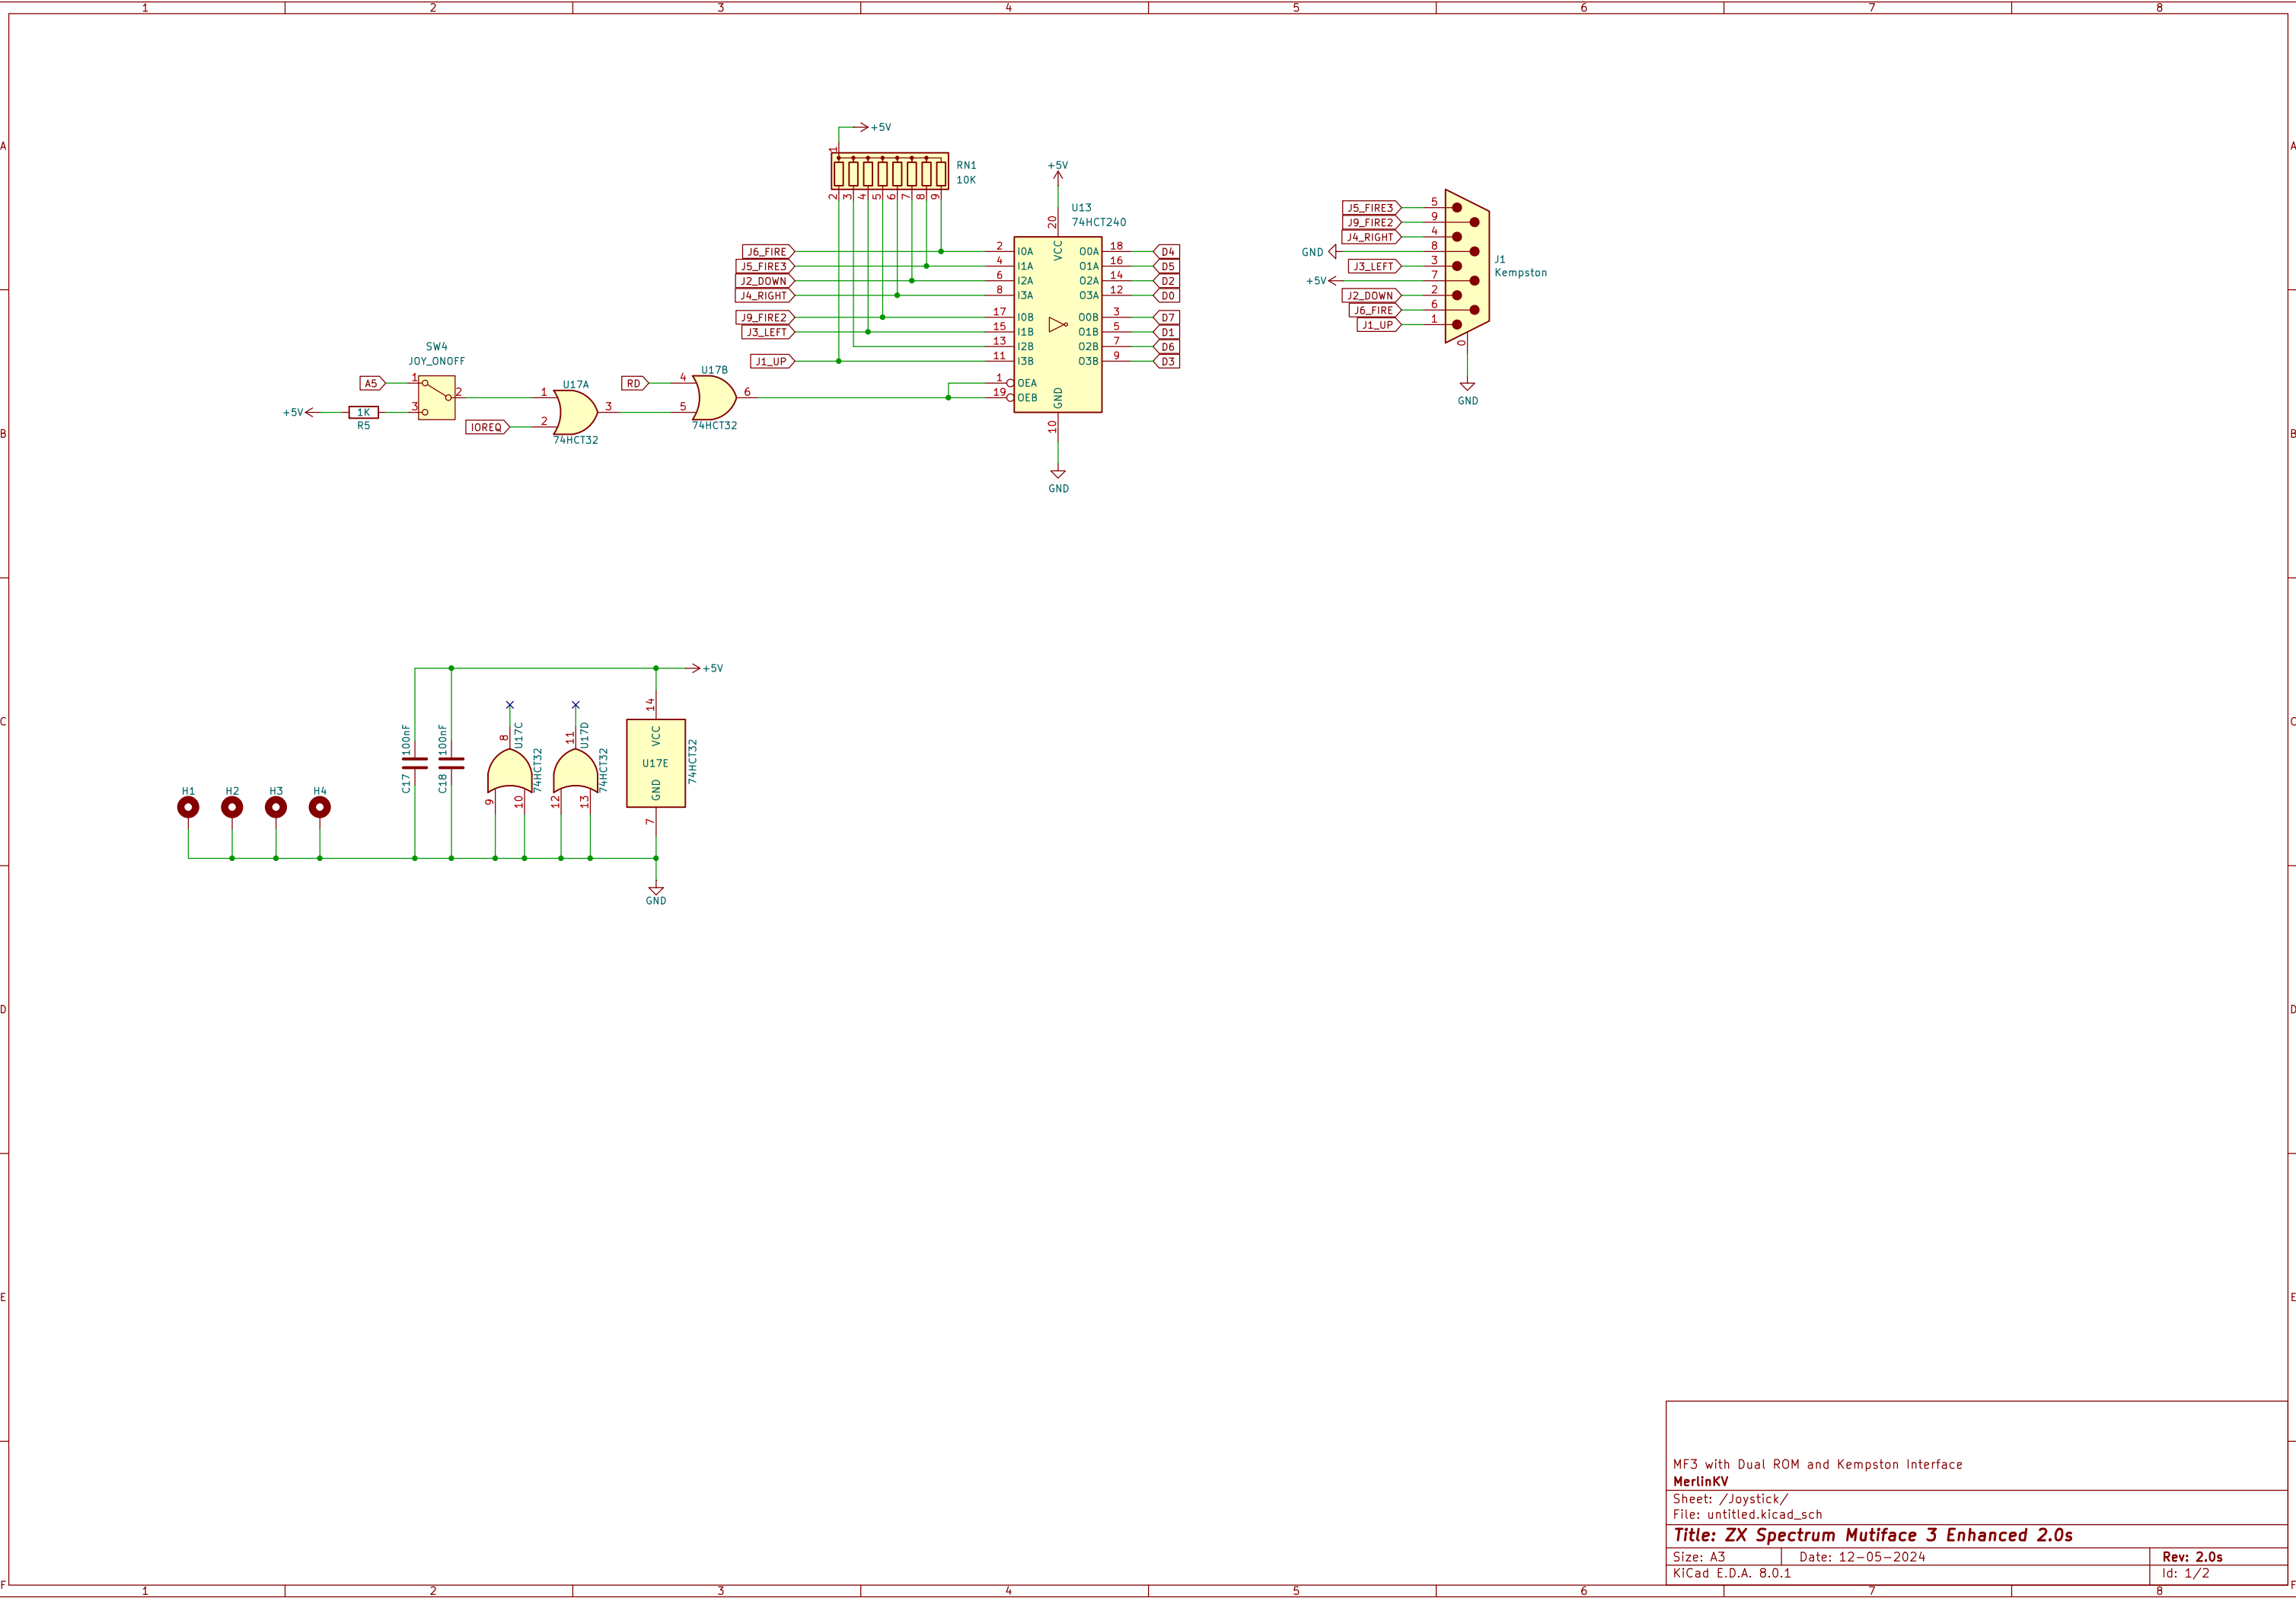 1 2 3 4 5 6 7 8
A A
B B
C C
D D
E E
F F
+5V
1
RN1
10K
2 3 4 5 6 7 8 9
+5V
U13
74HCT240
20
VCC
J6_FIRE 2 I0A O0A 18 D4
J5_FIRE3 4 I1A O1A 16 D5
J2_DOWN 6 I2A O2A 14 D2
J4_RIGHT 8 I3A O3A 12 D0
J9_FIRE2 17 I0B O0B 3 D7
J3_LEFT 15 I1B O1B 5 D1
13 I2B O2B 7 D6
J1_UP 11 I3B O3B 9 D3
1 OEA
19 OEB
GND
10
GND
SW4
JOY_ONOFF
A5 1
2
3
+5V 1K
R5
IOREQ
1 U17A
2 3
74HCT32
RD 4 U17B
5 6
74HCT32
J5_FIRE3 5
J9_FIRE2 9
J4_RIGHT 4
GND 8
J3_LEFT 3
+5V 7
J2_DOWN 2
J6_FIRE 6
J1_UP 1
0
J1
Kempston
GND
+5V
C17 100nF
C18 100nF
8 U17C
74HCT32
9 10
11 U17D
74HCT32
12 13
14
VCC
U17E
GND
74HCT32
7
H1 H2 H3 H4
GND
MF3 with Dual ROM and Kempston Interface
MerlinKV
Sheet: /Joystick/
File: untitled.kicad_sch
Title: ZX Spectrum Mutiface 3 Enhanced 2.0s
Size: A3 Date: 12-05-2024 Rev: 2.0s
KiCad E.D.A. 8.0.1 Id: 1/2
1 2 3 4 5 6 7 8